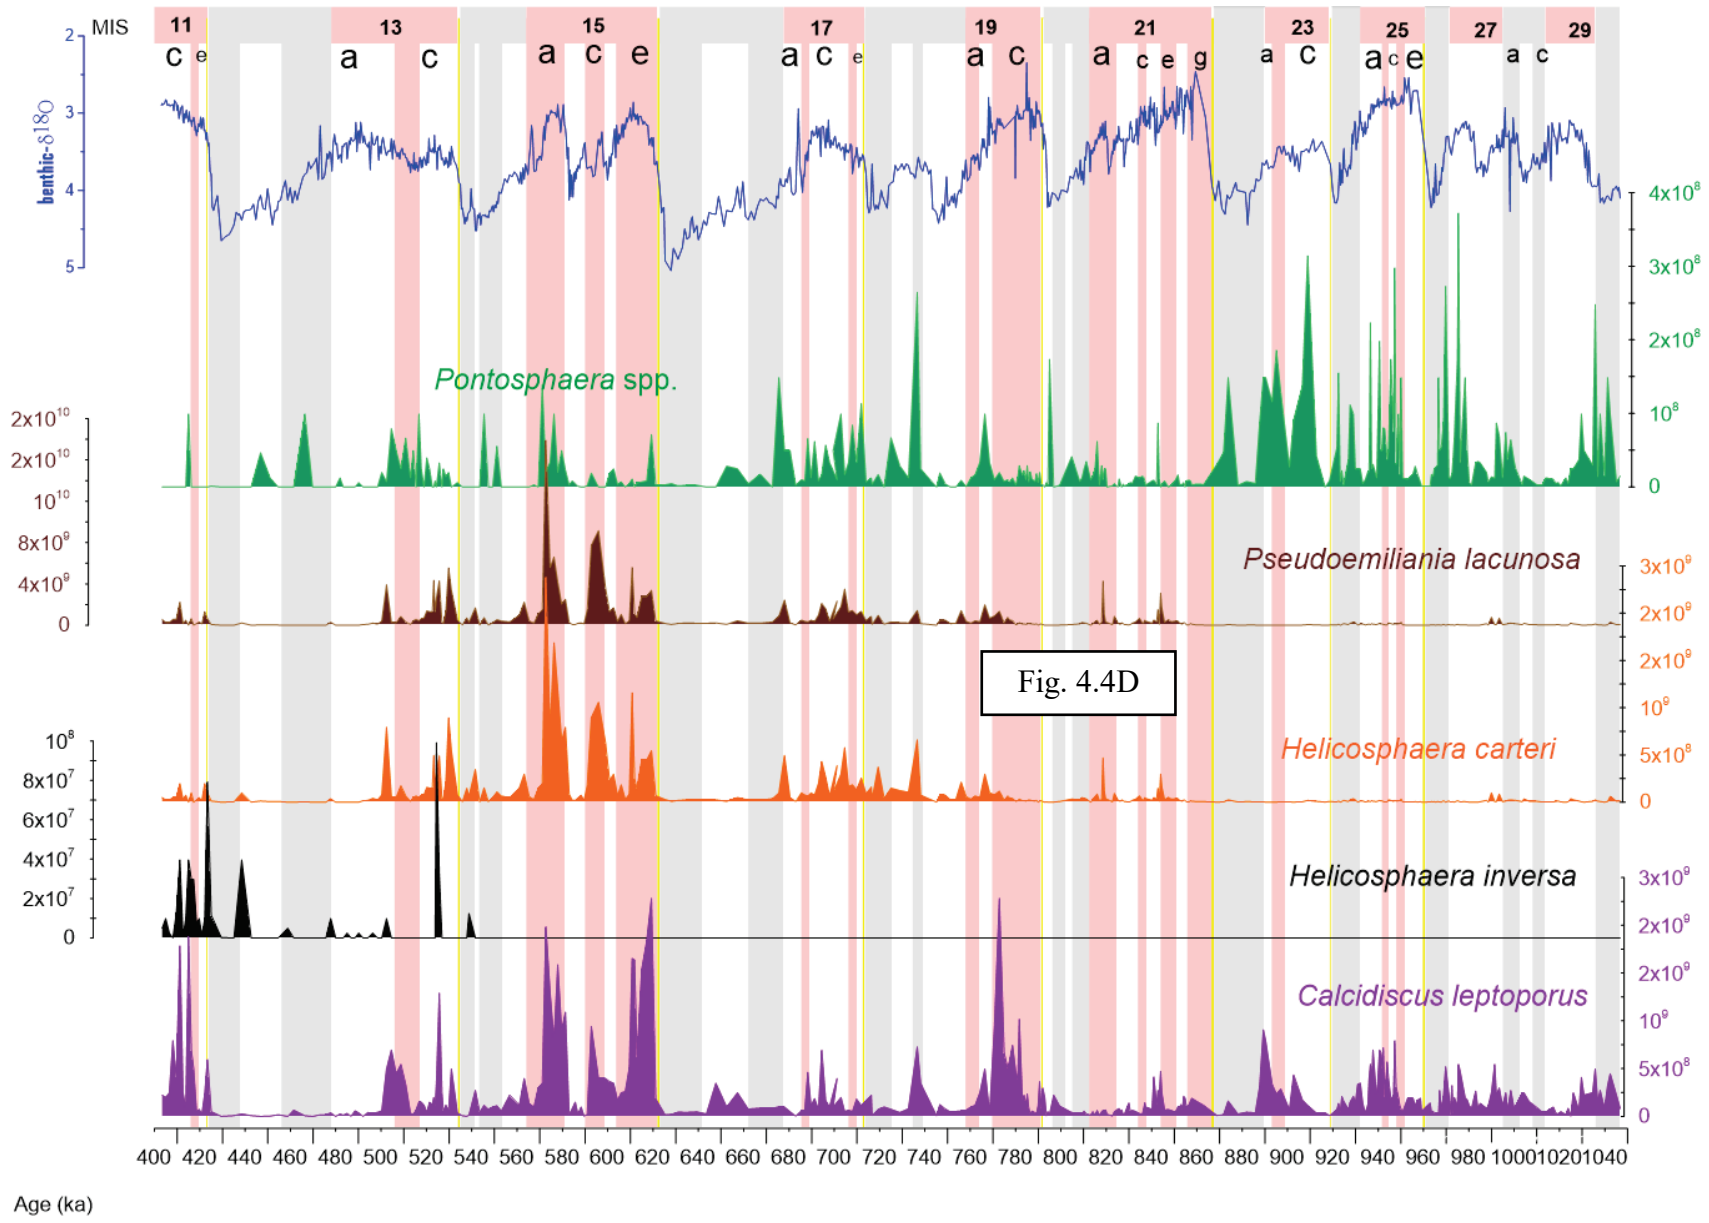 11 MIS 13 15 17 19 21 23 25 27 29
c e a c a c e a c e a c a c e g a c a c e a c
2
3
4
5
benthic-δ¹⁸O
4x10⁸
3x10⁸
2x10⁸
10⁸
0
Pontosphaera spp.
2x10¹⁰
2x10¹⁰
10¹⁰
8x10⁹
4x10⁹
0
Pseudoemiliania lacunosa
3x10⁹
2x10⁹
2x10⁹
10⁹
5x10⁸
0
Fig. 4.4D
Helicosphaera carteri
10⁸
8x10⁷
6x10⁷
4x10⁷
2x10⁷
0
Helicosphaera inversa
3x10⁹
2x10⁹
2x10⁹
10⁹
5x10⁸
0
Calcidiscus leptoporus
400 420 440 460 480 500 520 540 560 580 600 620 640 660 680 700 720 740 760 780 800 820 840 860 880 900 920 940 960 980 1000 1020 1040
Age (ka)